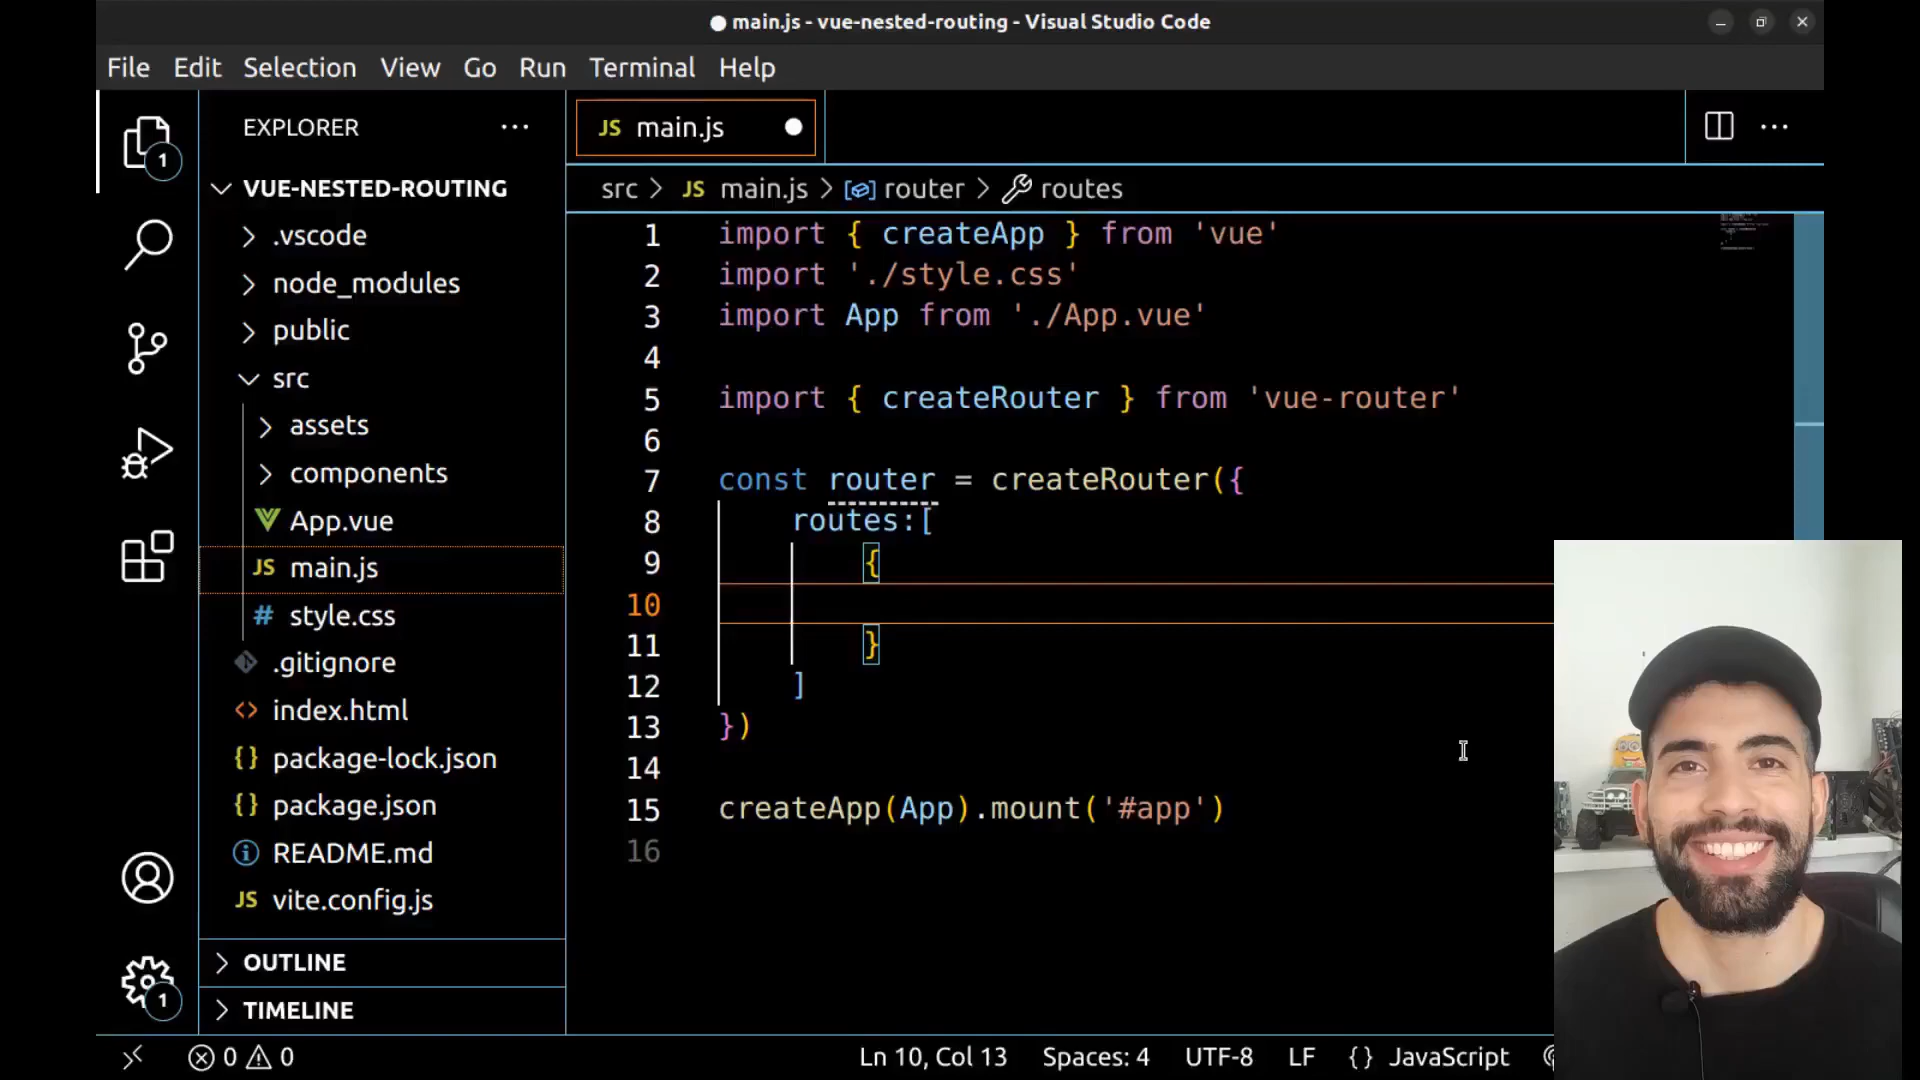 main.js - vue-nested-routing - Visual Studio Code
File Edit Selection View Go Run Terminal Help
EXPLORER
JS main.js
1
VUE-NESTED-ROUTING
src > JS main.js > router > routes
.vscode
node_modules
public
src
assets
components
App.vue
JS main.js
# style.css
.gitignore
<> index.html
{} package-lock.json
{} package.json
README.md
JS vite.config.js
OUTLINE
1
TIMELINE
1 import { createApp } from 'vue'
2 import './style.css'
3 import App from './App.vue'
4
5 import { createRouter } from 'vue-router'
6
7 const router = createRouter({
8 routes:[
9 {
10
11 }
12 ]
13 })
14
15 createApp(App).mount('#app')
16
0 0 Ln 10, Col 13 Spaces: 4 UTF-8 LF {} JavaScript